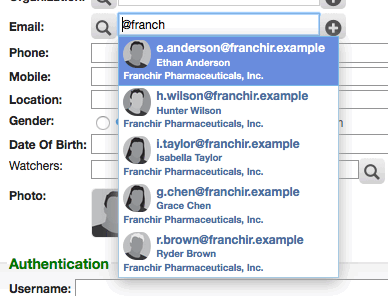 Email: @franch
e.anderson@franchir.example
Ethan Anderson
Franchir Pharmaceuticals, Inc.
Phone:
h.wilson@franchir.example
Hunter Wilson
Franchir Pharmaceuticals, Inc.
Mobile:
Location:
i.taylor@franchir.example
Isabella Taylor
Franchir Pharmaceuticals, Inc.
Gender:
Date Of Birth:
g.chen@franchir.example
Grace Chen
Franchir Pharmaceuticals, Inc.
Watchers:
Photo:
r.brown@franchir.example
Ryder Brown
Franchir Pharmaceuticals, Inc.
Authentication
Username: